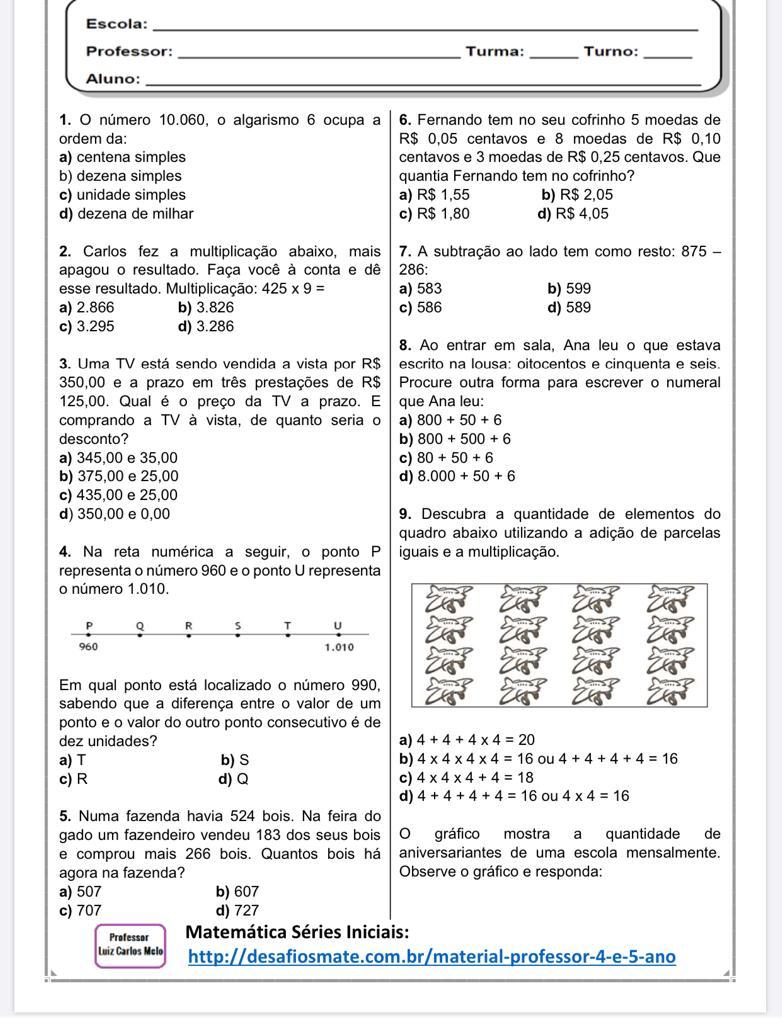 Escola:
Professor: Turma: Turno:
Aluno:
1. O número 10.060, o algarismo 6 ocupa a
ordem da:
a) centena simples
b) dezena simples
c) unidade simples
d) dezena de milhar
2. Carlos fez a multiplicação abaixo, mais
apagou o resultado. Faça você à conta e dê
esse resultado. Multiplicação: 425 x 9 =
a) 2.866 b) 3.826
c) 3.295 d) 3.286
3. Uma TV está sendo vendida a vista por R$
350,00 e a prazo em três prestações de R$
125,00. Qual é o preço da TV a prazo. E
comprando a TV à vista, de quanto seria o
desconto?
a) 345,00 e 35,00
b) 375,00 e 25,00
c) 435,00 e 25,00
d) 350,00 e 0,00
4. Na reta numérica a seguir, o ponto P
representa o número 960 e o ponto U representa
o número 1.010.
P Q R S T U
960 1.010
Em qual ponto está localizado o número 990,
sabendo que a diferença entre o valor de um
ponto e o valor do outro ponto consecutivo é de
dez unidades?
a) T b) S
c) R d) Q
5. Numa fazenda havia 524 bois. Na feira do
gado um fazendeiro vendeu 183 dos seus bois
e comprou mais 266 bois. Quantos bois há
agora na fazenda?
a) 507 b) 607
c) 707 d) 727
6. Fernando tem no seu cofrinho 5 moedas de
R$ 0,05 centavos e 8 moedas de R$ 0,10
centavos e 3 moedas de R$ 0,25 centavos. Que
quantia Fernando tem no cofrinho?
a) R$ 1,55 b) R$ 2,05
c) R$ 1,80 d) R$ 4,05
7. A subtração ao lado tem como resto: 875 –
286:
a) 583 b) 599
c) 586 d) 589
8. Ao entrar em sala, Ana leu o que estava
escrito na lousa: oitocentos e cinquenta e seis.
Procure outra forma para escrever o numeral
que Ana leu:
a) 800 + 50 + 6
b) 800 + 500 + 6
c) 80 + 50 + 6
d) 8.000 + 50 + 6
9. Descubra a quantidade de elementos do
quadro abaixo utilizando a adição de parcelas
iguais e a multiplicação.
a) 4 + 4 + 4 x 4 = 20
b) 4 x 4 x 4 x 4 = 16 ou 4 + 4 + 4 + 4 = 16
c) 4 x 4 x 4 + 4 = 18
d) 4 + 4 + 4 + 4 = 16 ou 4 x 4 = 16
O gráfico mostra a quantidade de
aniversariantes de uma escola mensalmente.
Observe o gráfico e responda:
Professor
Luiz Carlos Melo
Matemática Séries Iniciais:
http://desafiosmate.com.br/material-professor-4-e-5-ano